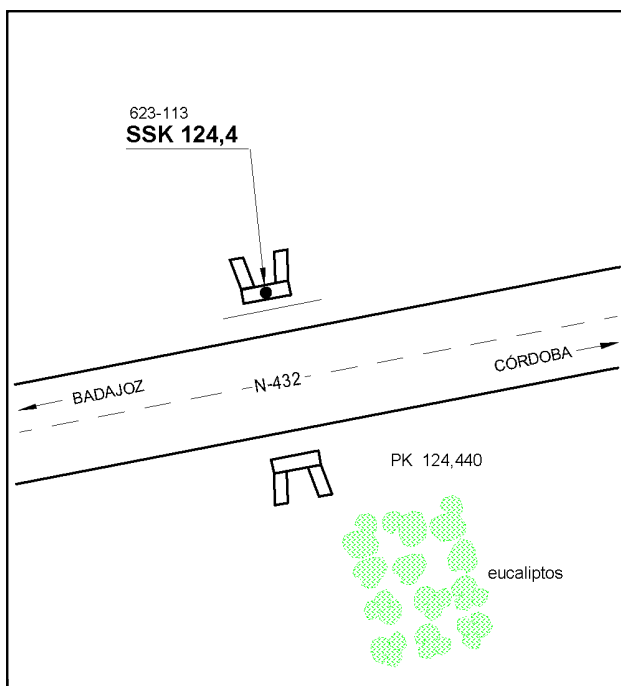 623-113
SSK 124,4
BADAJOZ
N-432
CÓRDOBA
PK 124,440
eucaliptos